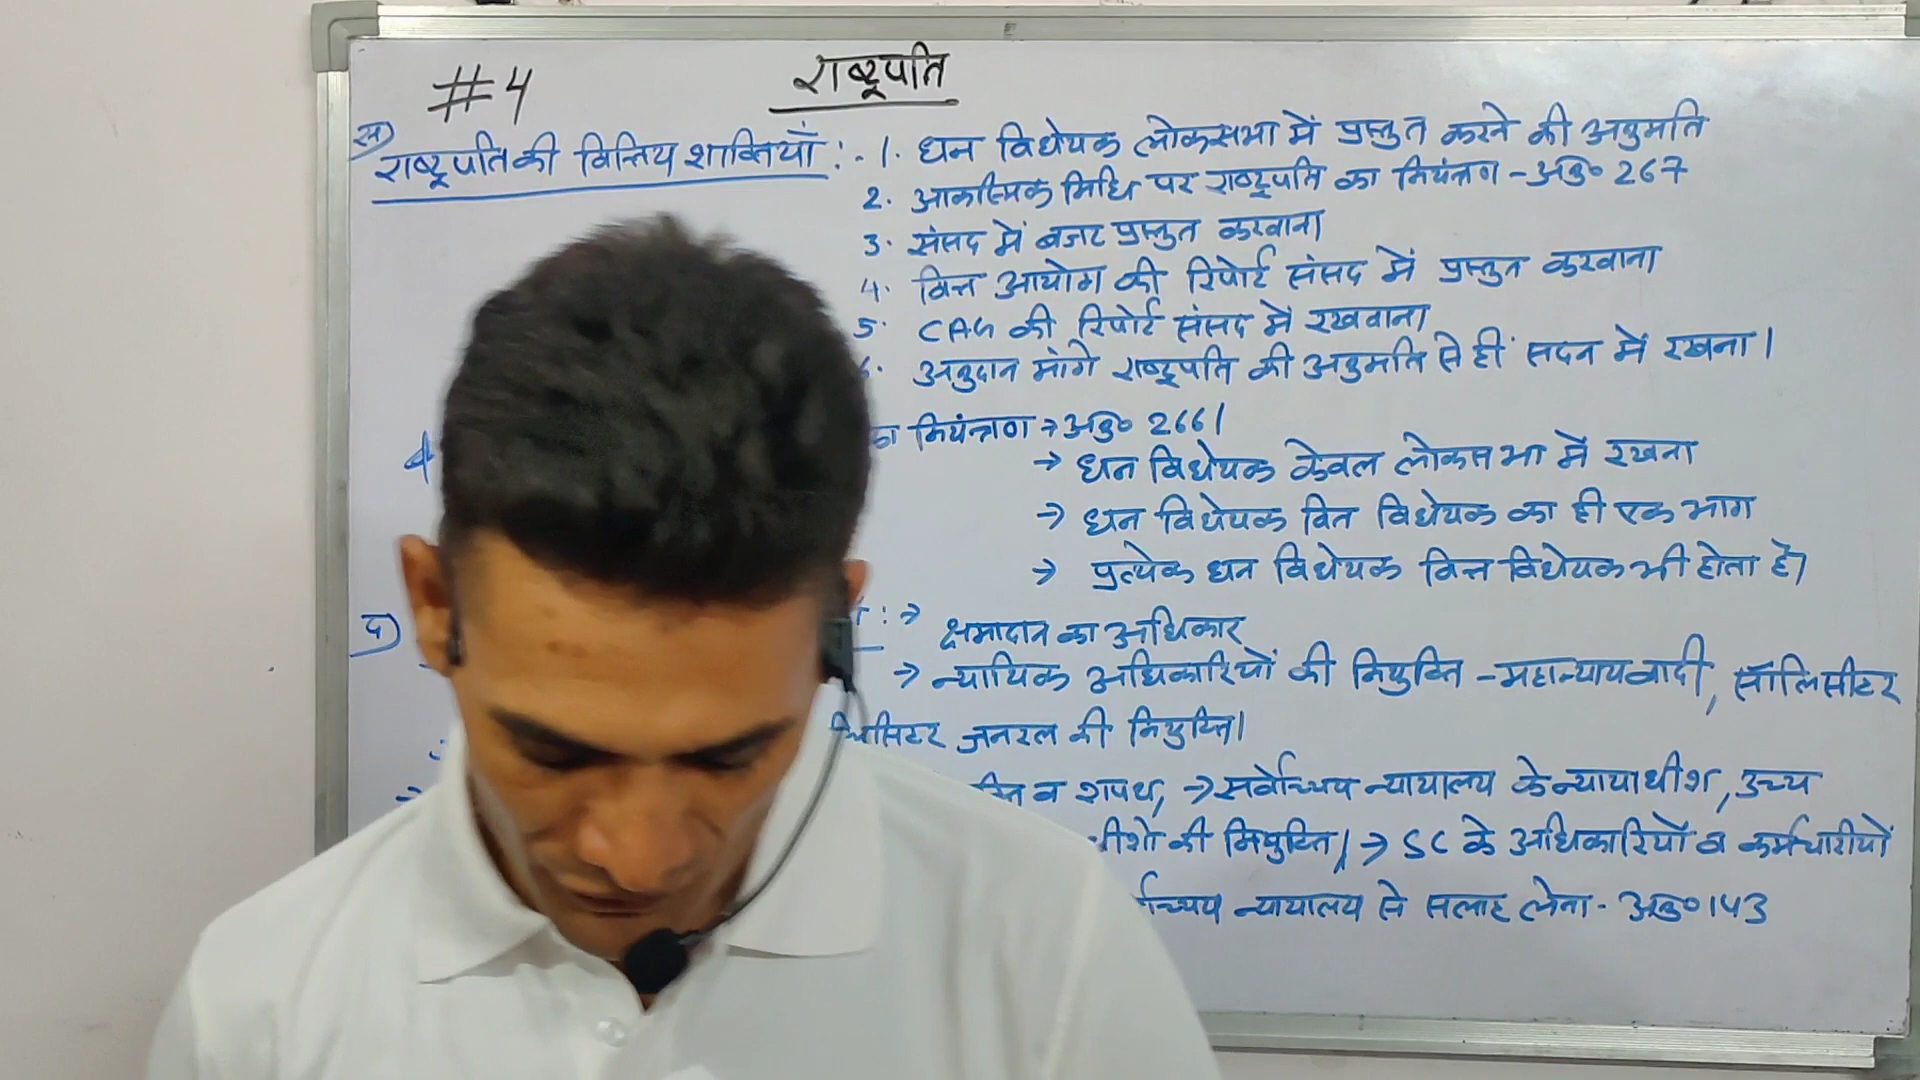 #4
राष्ट्रपति
स) राष्ट्रपति की वित्तिय शाक्तियाँ :- 1. धन विधेयक लोकसभा में प्रस्तुत करने की अनुमति
2. आकस्मिक निधि पर राष्ट्रपति का नियंत्रण - अनु० 267
3. संसद में बजट प्रस्तुत करवाना
4. वित्त आयोग की रिपोर्ट संसद में प्रस्तुत करवाना
5. CAG की रिपोर्ट संसद में रखवाना
6. अनुदान मांगे राष्ट्रपति की अनुमति से ही सदन में रखना।
का नियंत्रण → अनु० 266।
→ धन विधेयक केवल लोकसभा में रखना
→ धन विधेयक वित विधेयक का ही एक भाग
→ प्रत्येक धन विधेयक वित्त विधेयक भी होता है।
द) : → क्षमादान का अधिकार
→ न्यायिक अधिकारियों की नियुक्ति - महान्यायवादी, सॉलिसीटर
जनरल की नियुक्ति।
व शपथ, → सर्वोच्चय न्यायालय के न्यायाधीश, उच्य
की नियुक्ति। → SC के अधिकारियों व कर्मचारीयों
न्यायालय से सलाह लेना - अनु० 143